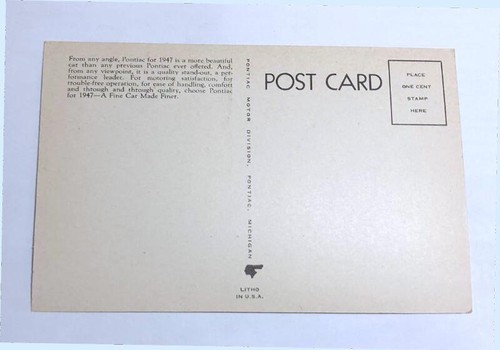 From any angle, Pontiac for 1947 is a more beautiful
car than any previous Pontiac ever offered. And,
from any viewpoint, it is a quality stand-out, a per-
formance leader. For motoring satisfaction, for
trouble-free operation, for ease of handling, comfort
and through and through quality, choose Pontiac
for 1947—A Fine Car Made Finer.
PONTIAC MOTOR DIVISION, PONTIAC, MICHIGAN
LITHO
IN U.S.A.
POST CARD
PLACE
ONE CENT
STAMP
HERE